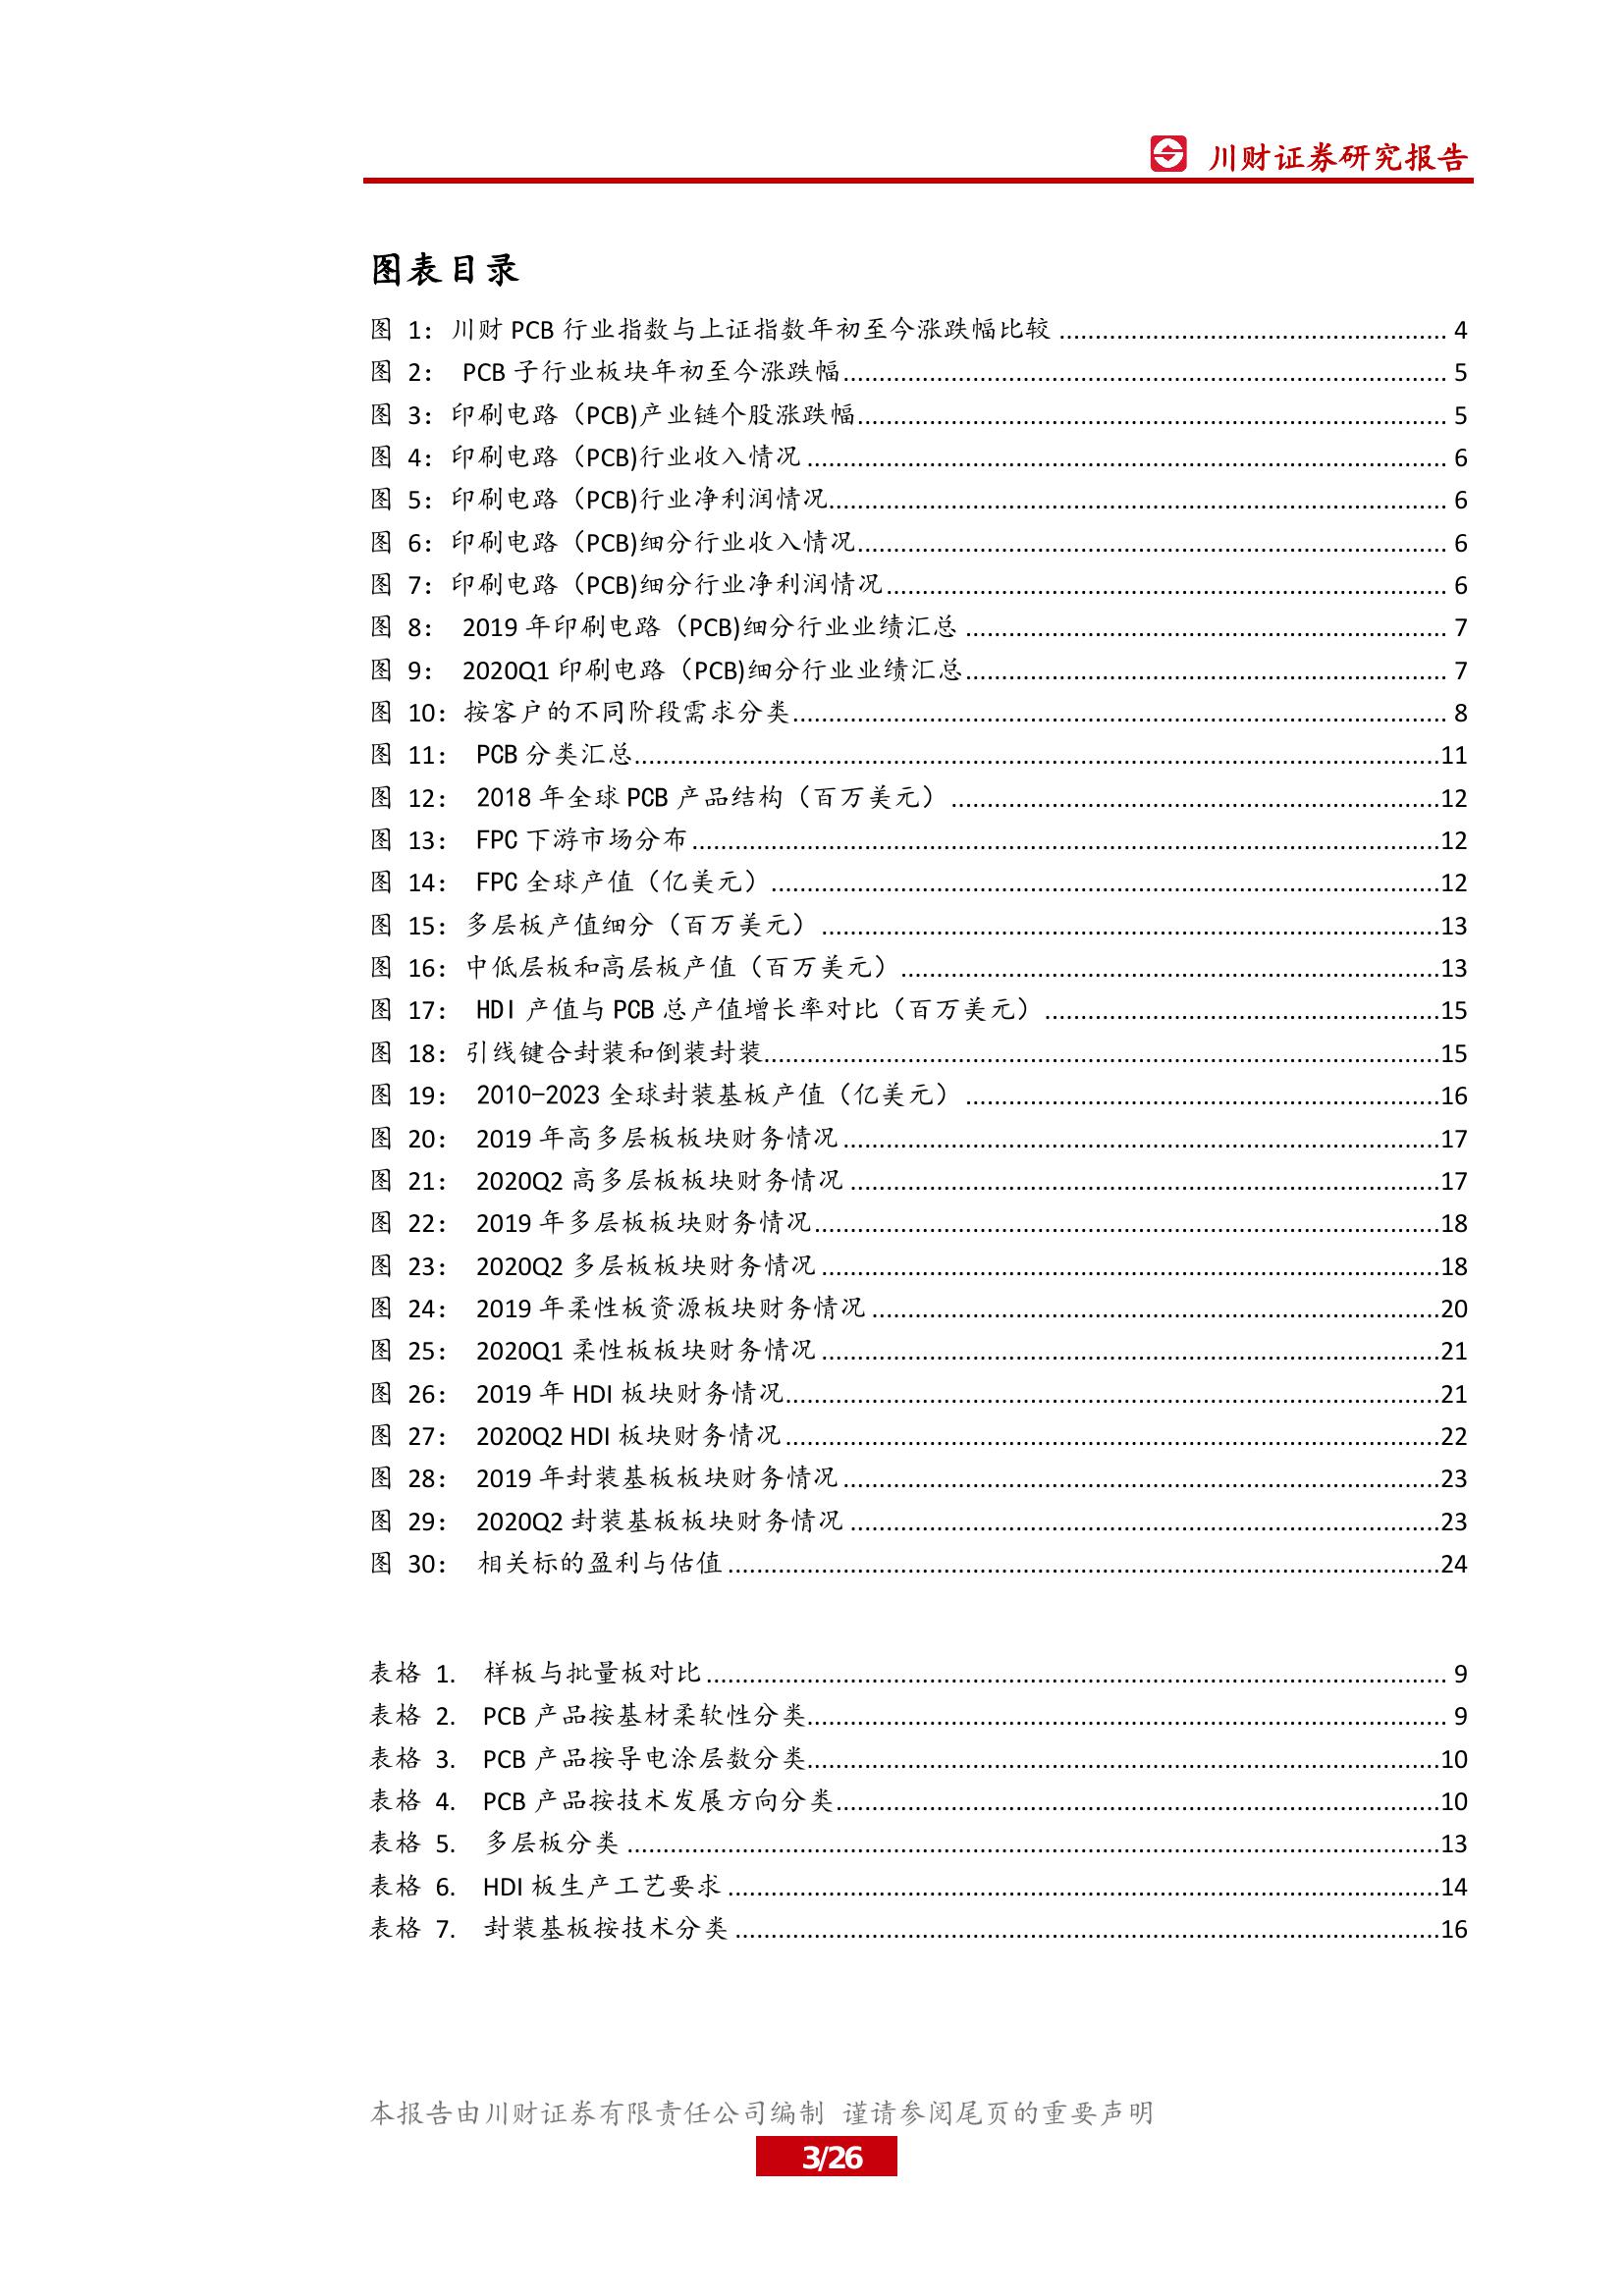 川财证券研究报告
图表目录
图 1：川财 PCB 行业指数与上证指数年初至今涨跌幅比较 ........ 4
图 2： PCB 子行业板块年初至今涨跌幅 ........ 5
图 3：印刷电路（PCB)产业链个股涨跌幅 ........ 5
图 4：印刷电路（PCB)行业收入情况 ........ 6
图 5：印刷电路（PCB)行业净利润情况 ........ 6
图 6：印刷电路（PCB)细分行业收入情况 ........ 6
图 7：印刷电路（PCB)细分行业净利润情况 ........ 6
图 8： 2019 年印刷电路（PCB)细分行业业绩汇总 ........ 7
图 9： 2020Q1 印刷电路（PCB)细分行业业绩汇总 ........ 7
图 10：按客户的不同阶段需求分类 ........ 8
图 11： PCB 分类汇总 ........ 11
图 12： 2018 年全球 PCB 产品结构（百万美元） ........ 12
图 13： FPC 下游市场分布 ........ 12
图 14： FPC 全球产值（亿美元） ........ 12
图 15：多层板产值细分（百万美元） ........ 13
图 16：中低层板和高层板产值（百万美元） ........ 13
图 17： HDI 产值与 PCB 总产值增长率对比（百万美元） ........ 15
图 18：引线键合封装和倒装封装 ........ 15
图 19： 2010-2023 全球封装基板产值（亿美元） ........ 16
图 20： 2019 年高多层板板块财务情况 ........ 17
图 21： 2020Q2 高多层板板块财务情况 ........ 17
图 22： 2019 年多层板板块财务情况 ........ 18
图 23： 2020Q2 多层板板块财务情况 ........ 18
图 24： 2019 年柔性板资源板块财务情况 ........ 20
图 25： 2020Q1 柔性板板块财务情况 ........ 21
图 26： 2019 年 HDI 板块财务情况 ........ 21
图 27： 2020Q2 HDI 板块财务情况 ........ 22
图 28： 2019 年封装基板板块财务情况 ........ 23
图 29： 2020Q2 封装基板板块财务情况 ........ 23
图 30： 相关标的盈利与估值 ........ 24
表格 1. 样板与批量板对比 ........ 9
表格 2. PCB 产品按基材柔软性分类 ........ 9
表格 3. PCB 产品按导电涂层数分类 ........ 10
表格 4. PCB 产品按技术发展方向分类 ........ 10
表格 5. 多层板分类 ........ 13
表格 6. HDI 板生产工艺要求 ........ 14
表格 7. 封装基板按技术分类 ........ 16
本报告由川财证券有限责任公司编制 谨请参阅尾页的重要声明
3/26